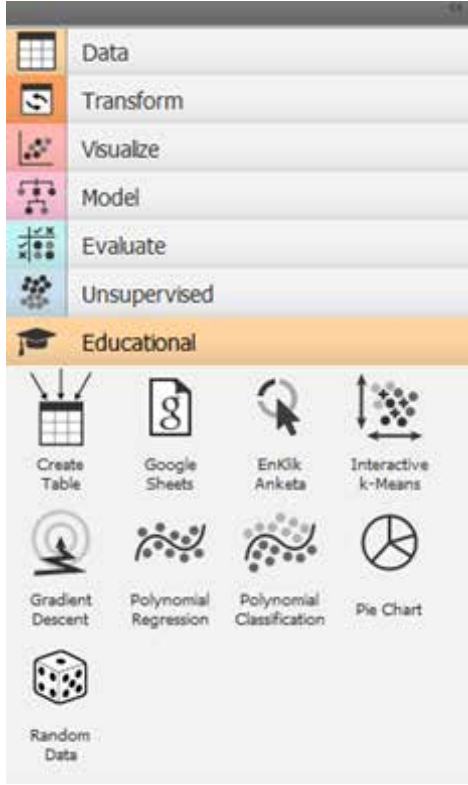 Data
Transform
Visualize
Model
Evaluate
Unsupervised
Educational
Create
Table
Google
Sheets
EnKlik
Anketa
Interactive
k-Means
Gradient
Descent
Polynomial
Regression
Polynomial
Classification
Pie Chart
Random
Data